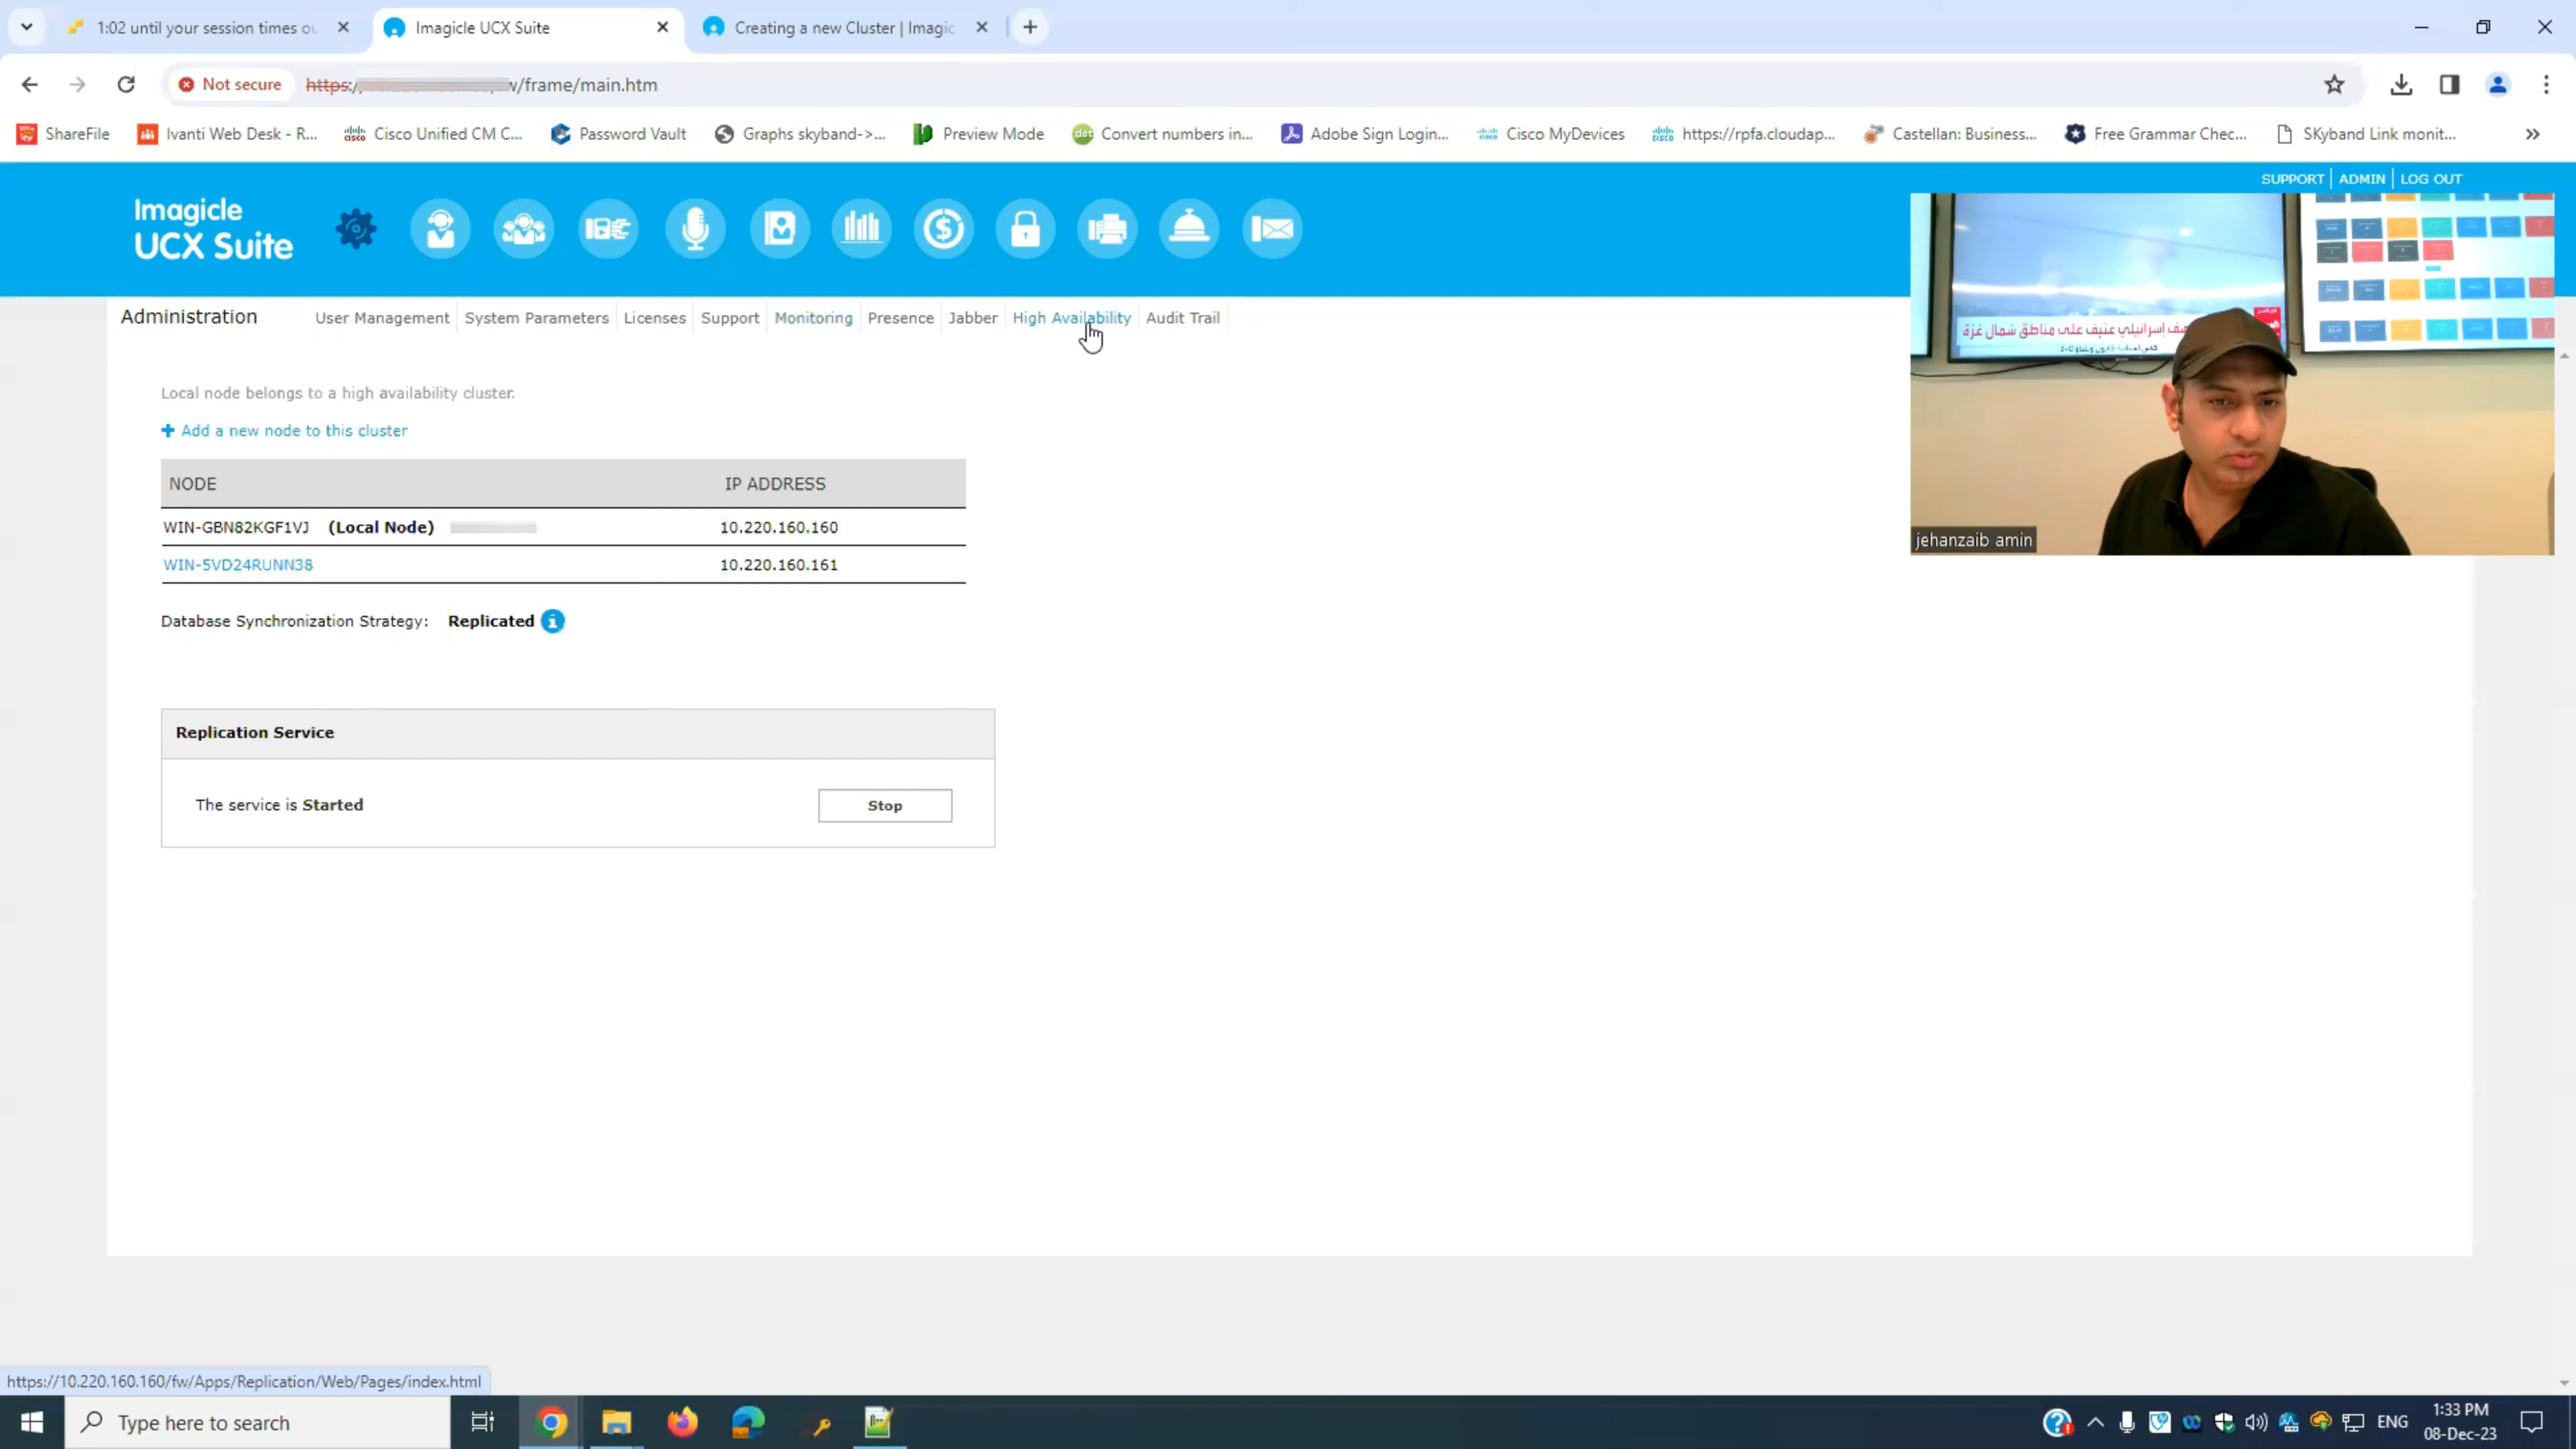 1:02 until your session times ou
Imagicle UCX Suite
Creating a new Cluster | Imagic
Not secure
https:/
v/frame/main.htm
ShareFile
Ivanti Web Desk - R...
Cisco Unified CM C...
Password Vault
Graphs skyband->...
Preview Mode
Convert numbers in...
Adobe Sign Login...
Cisco MyDevices
https://rpfa.cloudap...
Castellan: Business...
Free Grammar Chec...
SKyband Link monit...
SUPPORT | ADMIN | LOG OUT
Imagicle
UCX Suite
Administration
User Management
System Parameters
Licenses
Support
Monitoring
Presence
Jabber
High Availability
Audit Trail
Local node belongs to a high availability cluster.
+ Add a new node to this cluster
NODE IP ADDRESS
WIN-GBN82KGF1VJ (Local Node) 10.220.160.160
WIN-5VD24RUNN38 10.220.160.161
Database Synchronization Strategy: Replicated
Replication Service
The service is Started
Stop
اسرائيلي عنيف على مناطق شمال غزة
jehanzaib amin
https://10.220.160.160/fw/Apps/Replication/Web/Pages/index.html
Type here to search
ENG
1:33 PM
08-Dec-23